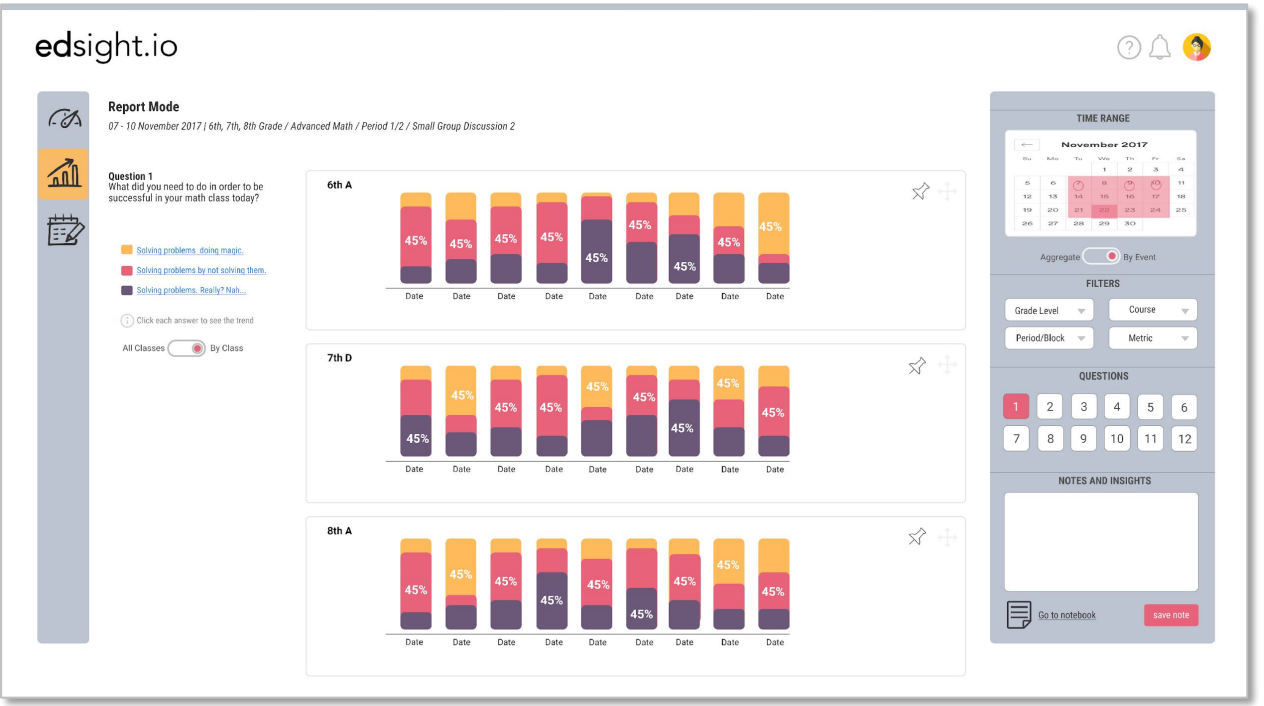 edsight.io
?
Report Mode
07 - 10 November 2017 | 6th, 7th, 8th Grade / Advanced Math / Period 1/2 / Small Group Discussion 2
Question 1
What did you need to do in order to be
successful in your math class today?
Solving problems doing magic.
Solving problems by not solving them.
Solving problems. Really? Nah...
i Click each answer to see the trend
All Classes By Class
6th A
45% 45% 45% 45% 45% 45% 45% 45% 45%
Date Date Date Date Date Date Date Date Date
7th D
45% 45% 45% 45% 45% 45% 45% 45% 45%
Date Date Date Date Date Date Date Date Date
8th A
45% 45% 45% 45% 45% 45% 45% 45% 45%
Date Date Date Date Date Date Date Date Date
TIME RANGE
November 2017
Su Mo Tu We Th Fr Sa
1 2 3 4
5 6 7 8 9 10 11
12 13 14 15 16 17 18
19 20 21 22 23 24 25
26 27 28 29 30
Aggregate By Event
FILTERS
Grade Level Course
Period/Block Metric
QUESTIONS
1 2 3 4 5 6
7 8 9 10 11 12
NOTES AND INSIGHTS
Go to notebook save note